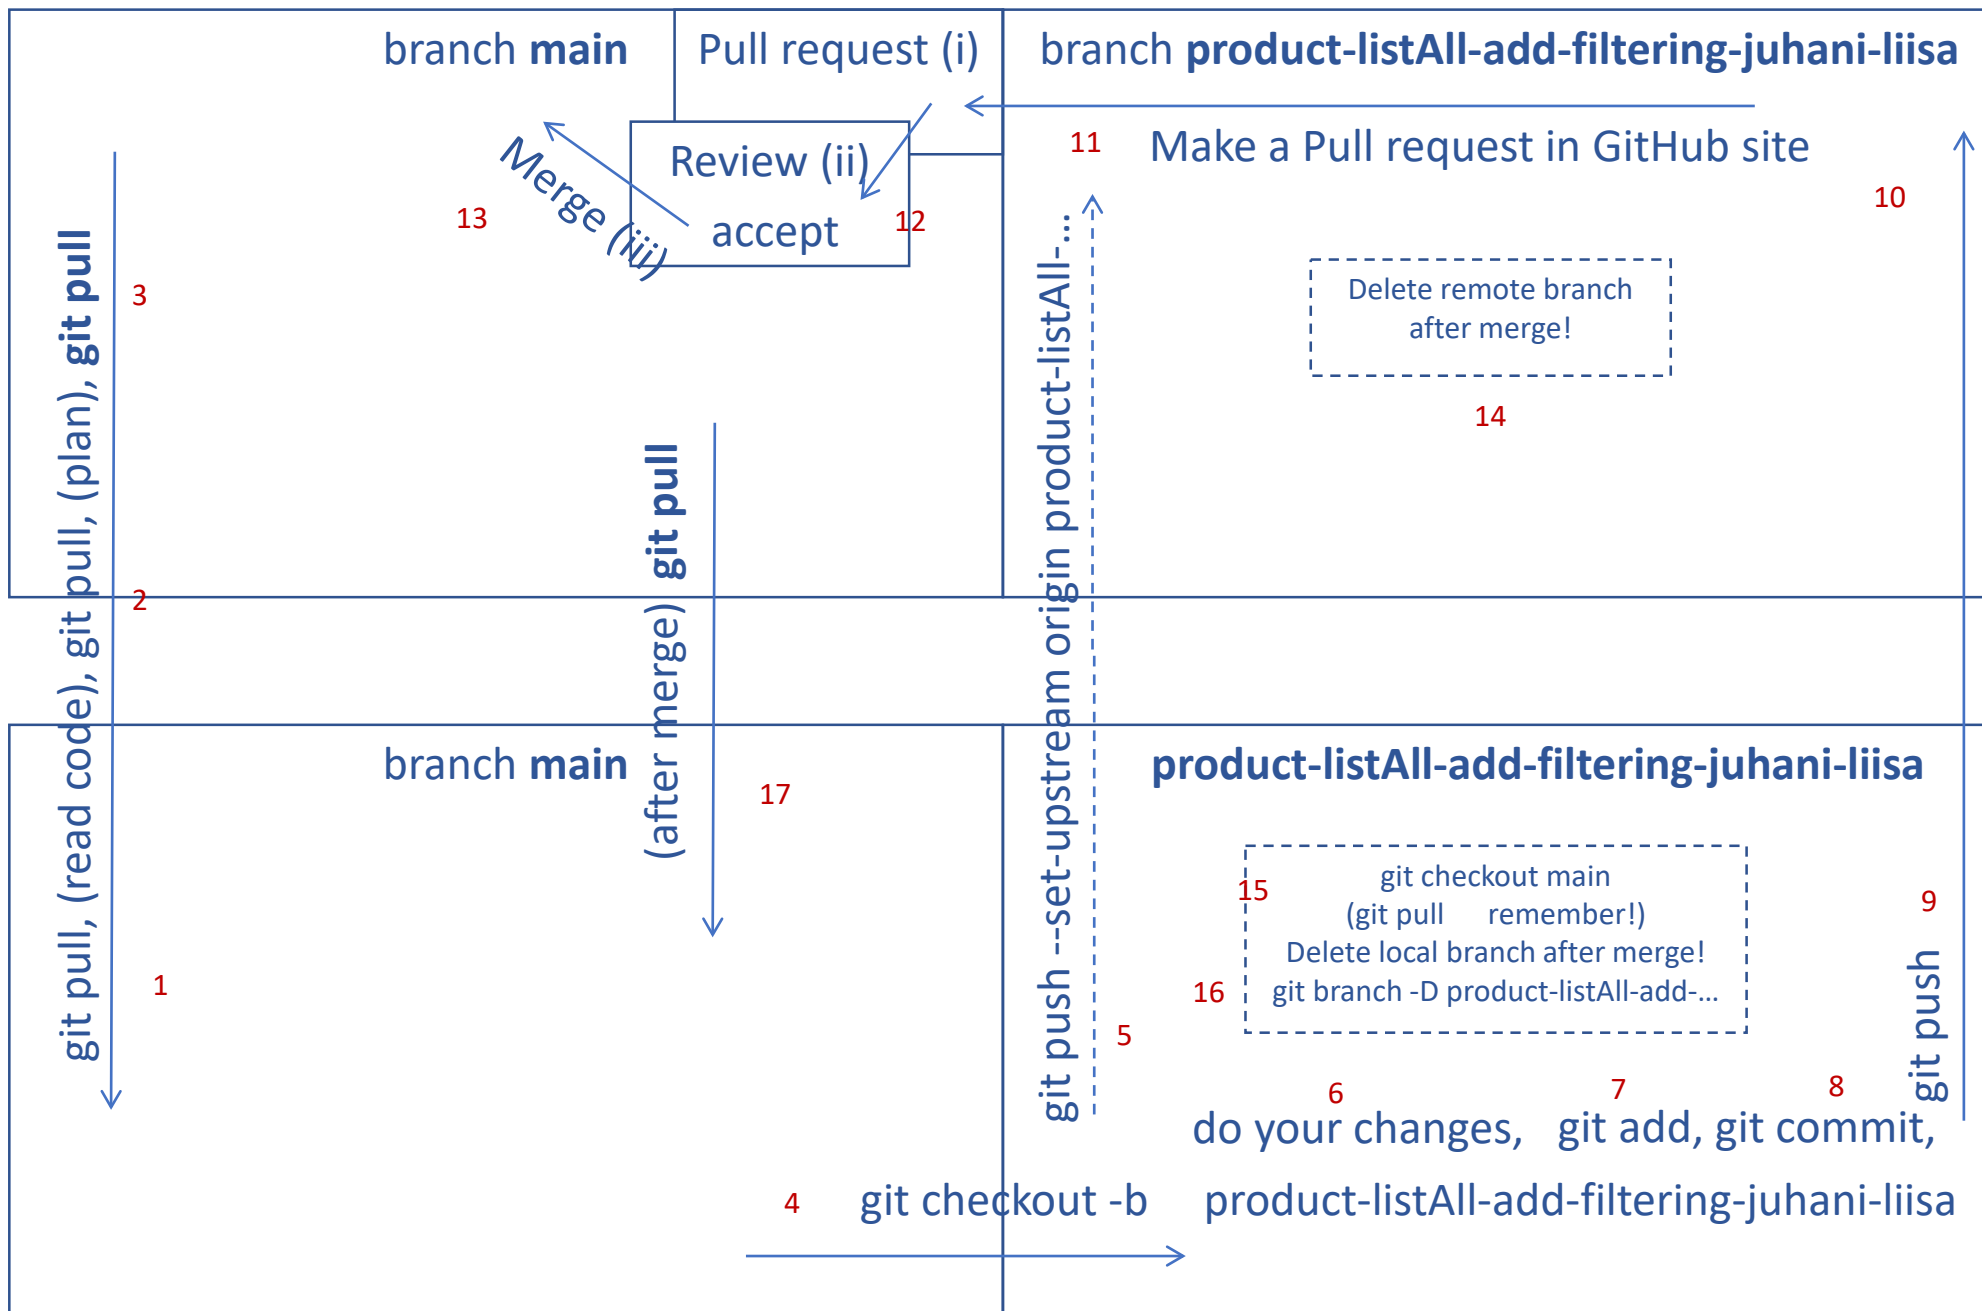 branch main
Pull request (i)
branch product-listAll-add-filtering-juhani-liisa
11
Make a Pull request in GitHub site
10
Review (ii)
accept
12
Merge (iii)
13
Delete remote branch
after merge!
14
git pull, (read code), git pull, (plan), git pull
3
2
1
(after merge) git pull
17
git push --set-upstream origin product-listAll-...
5
branch main
product-listAll-add-filtering-juhani-liisa
15
git checkout main
(git pull remember!)
Delete local branch after merge!
16
git branch -D product-listAll-add-...
9
git push
6
7
8
do your changes, git add, git commit,
4
git checkout -b product-listAll-add-filtering-juhani-liisa